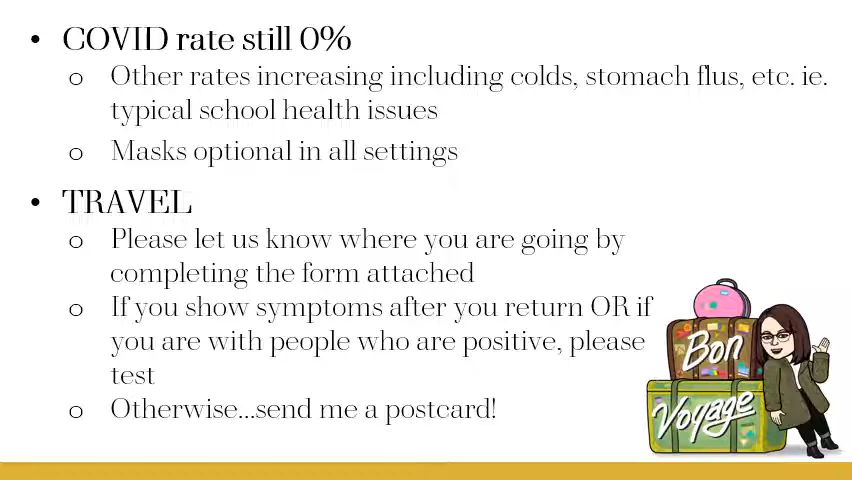 • COVID rate still 0%
o Other rates increasing including colds, stomach flus, etc. ie.
typical school health issues
o Masks optional in all settings
• TRAVEL
o Please let us know where you are going by
completing the form attached
o If you show symptoms after you return OR if
you are with people who are positive, please
test
o Otherwise...send me a postcard!
Bon
Voyage